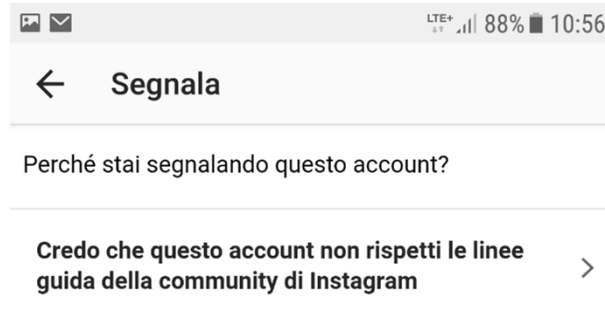 LTE+ 88% 10:56
Segnala
Perché stai segnalando questo account?
Credo che questo account non rispetti le linee
guida della community di Instagram